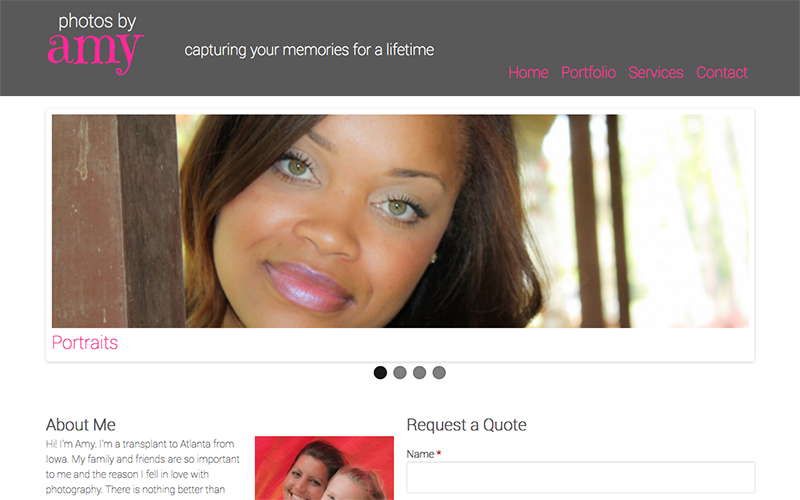 photos by
amy
capturing your memories for a lifetime
Home Portfolio Services Contact
Portraits
About Me
Hi! I'm Amy. I'm a transplant to Atlanta from
Iowa. My family and friends are so important
to me and the reason I fell in love with
photography. There is nothing better than
Request a Quote
Name *